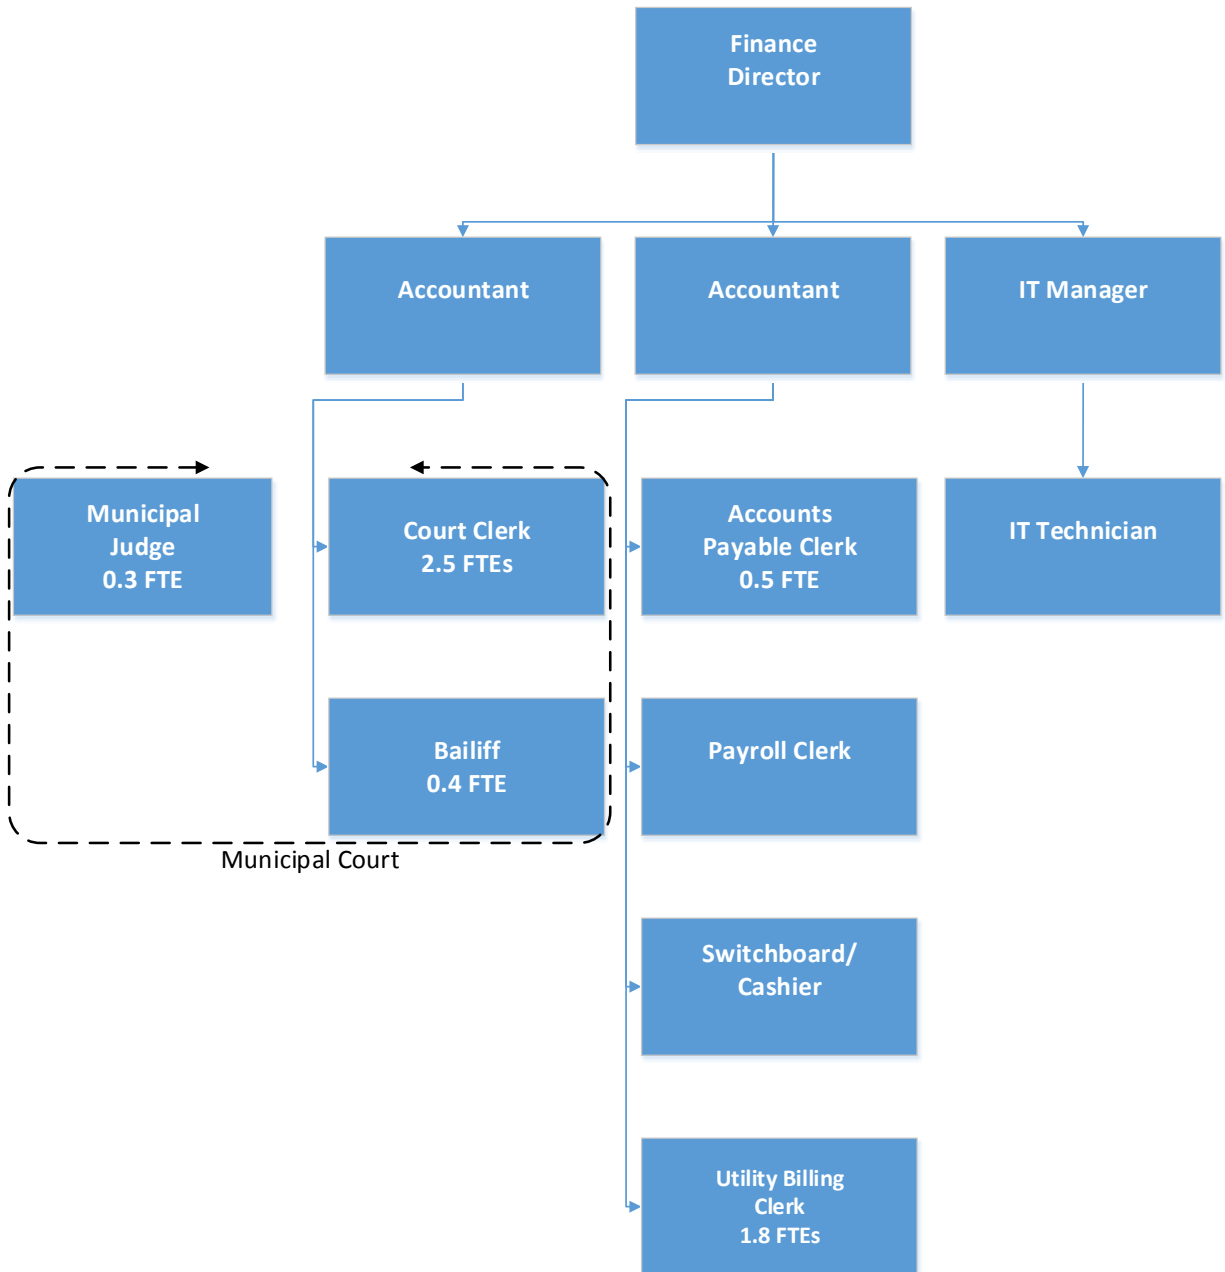 Finance
Director
Accountant
Accountant
IT Manager
Municipal
Judge
0.3 FTE
Court Clerk
2.5 FTEs
Accounts
Payable Clerk
0.5 FTE
IT Technician
Bailiff
0.4 FTE
Payroll Clerk
Municipal Court
Switchboard/
Cashier
Utility Billing
Clerk
1.8 FTEs